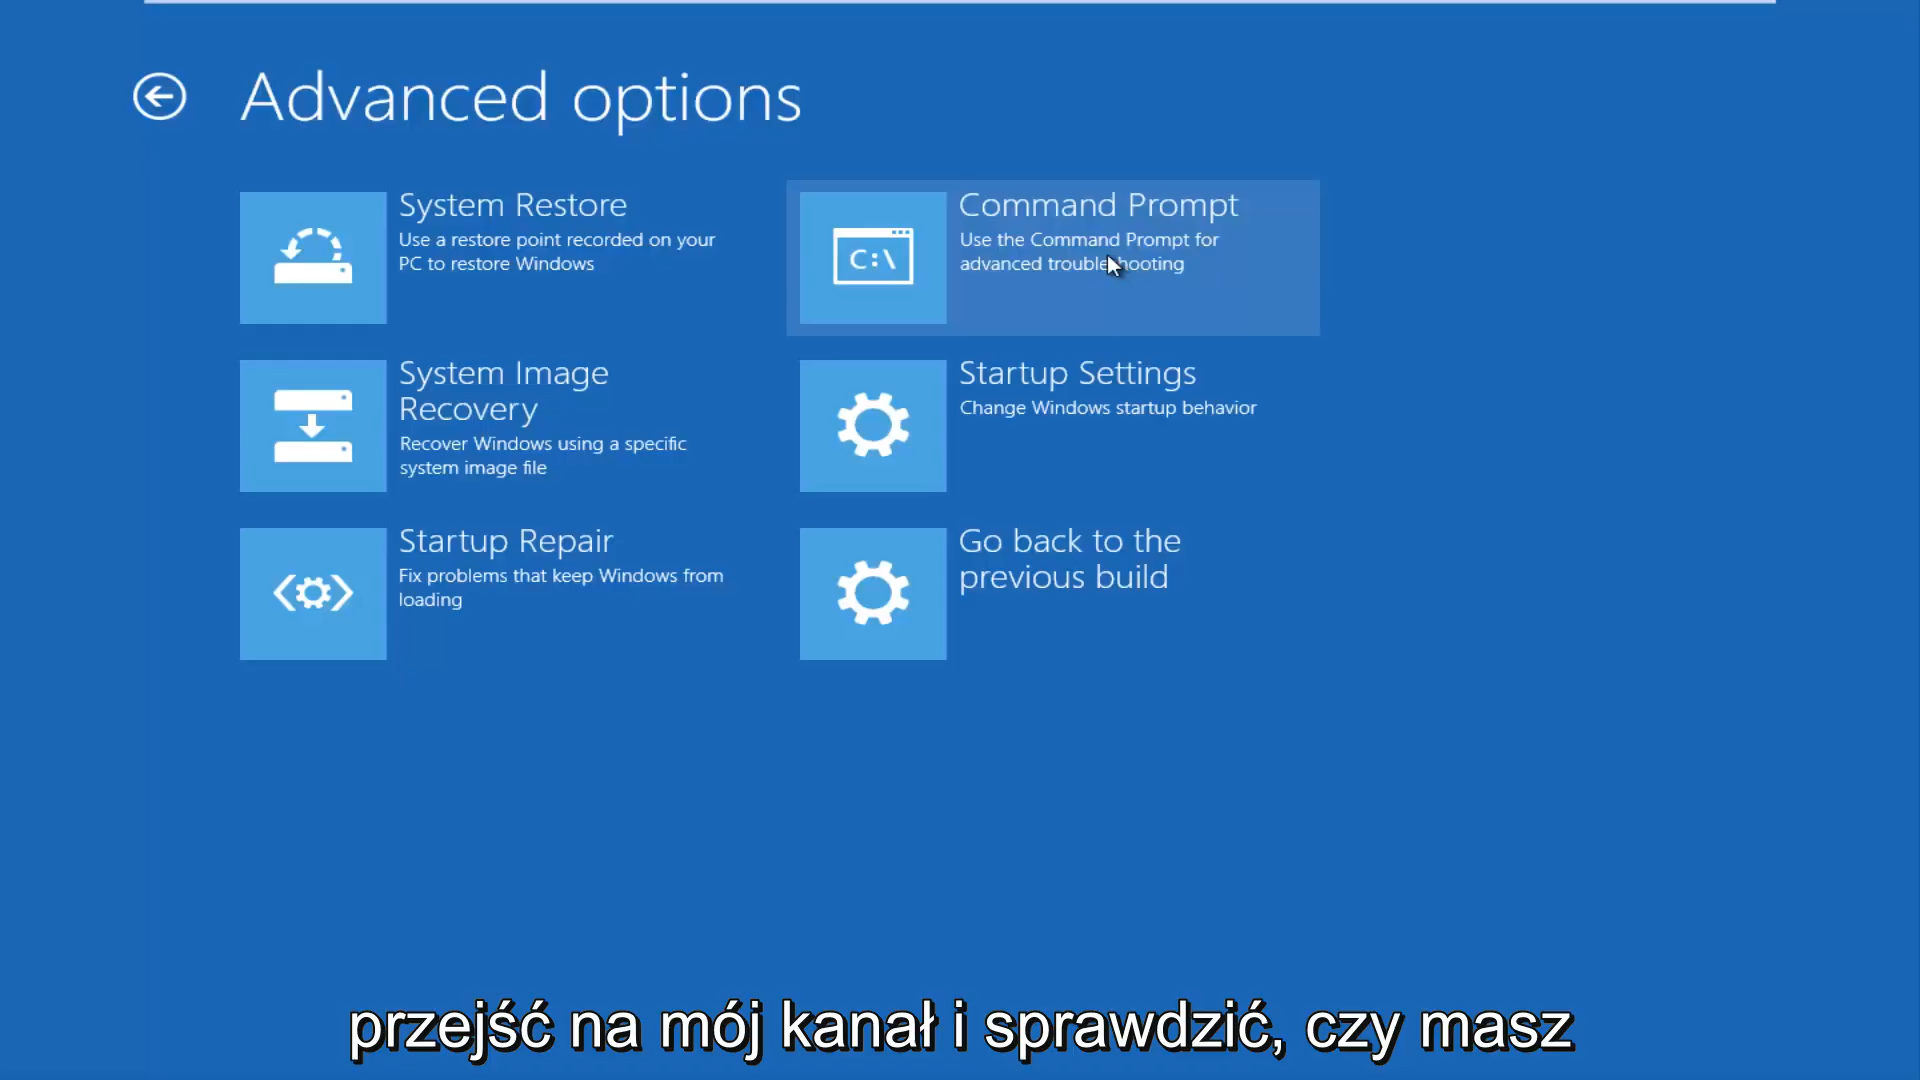 Advanced options
System Restore
Use a restore point recorded on your
PC to restore Windows
Command Prompt
Use the Command Prompt for
advanced troubleshooting
C:\
System Image
Recovery
Recover Windows using a specific
system image file
Startup Settings
Change Windows startup behavior
Startup Repair
Fix problems that keep Windows from
loading
Go back to the
previous build
przejść na mój kanał i sprawdzić, czy masz